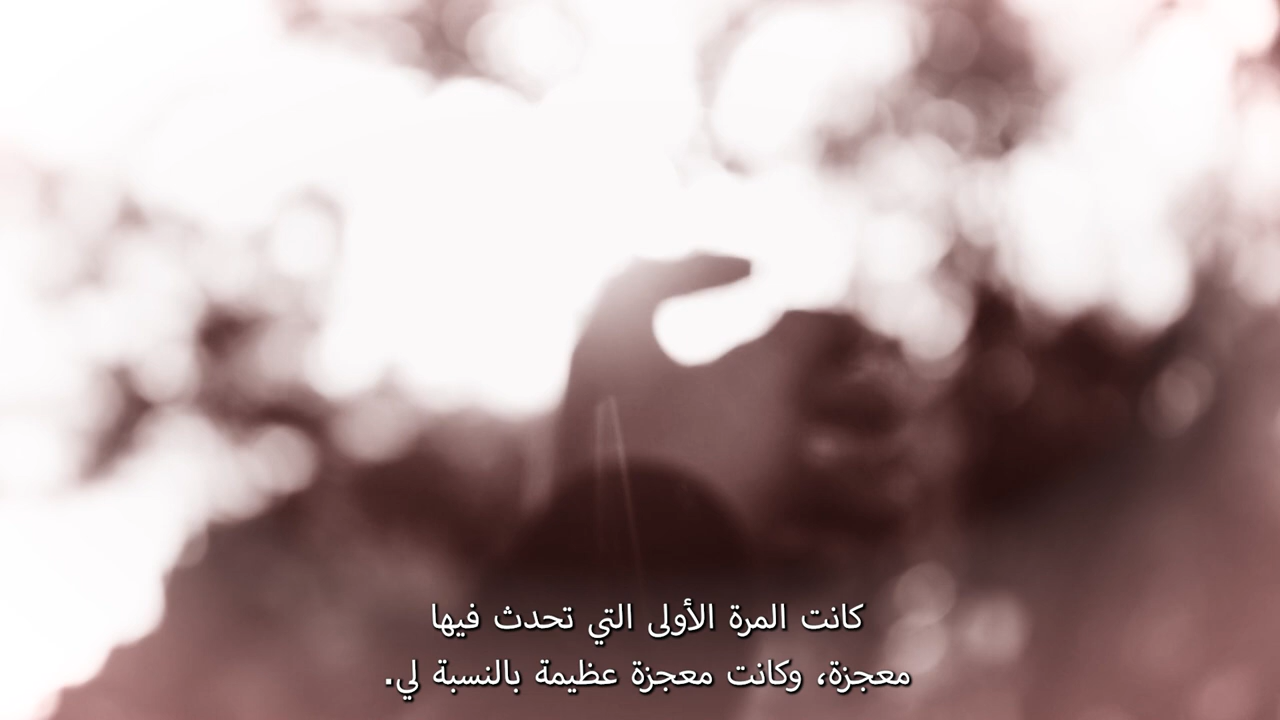 كانت المرة الأولى التي تحدث فيها
معجزة، وكانت معجزة عظيمة بالنسبة لي.